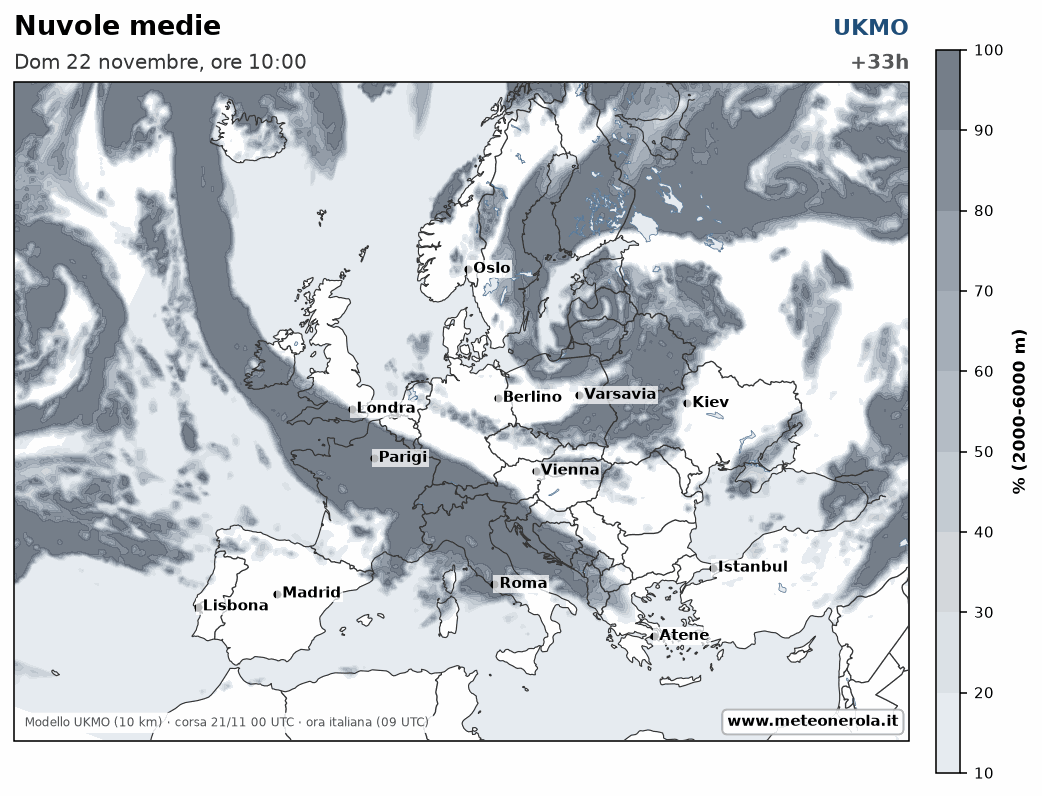 Nuvole medie
UKMO
Dom 22 novembre, ore 10:00
+33h
100
90
80
70
60
50
40
30
20
10
% (2000-6000 m)
Oslo
Londra
Berlino
Varsavia
Kiev
Parigi
Vienna
Istanbul
Roma
Madrid
Lisbona
Atene
Modello UKMO (10 km) · corsa 21/11 00 UTC · ora italiana (09 UTC)
www.meteonerola.it